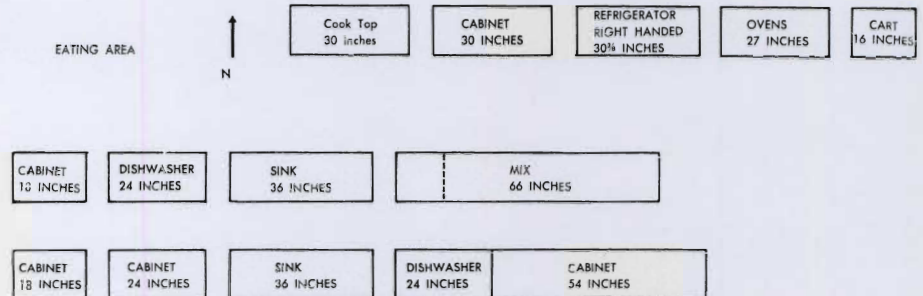 Cook Top
30 inches
CABINET
30 INCHES
REFRIGERATOR
RIGHT HANDED
30¾ INCHES
OVENS
27 INCHES
CART
16 INCHES
EATING AREA
N
CABINET
18 INCHES
DISHWASHER
24 INCHES
SINK
36 INCHES
MIX
66 INCHES
CABINET
18 INCHES
CABINET
24 INCHES
SINK
36 INCHES
DISHWASHER
24 INCHES
CABINET
54 INCHES